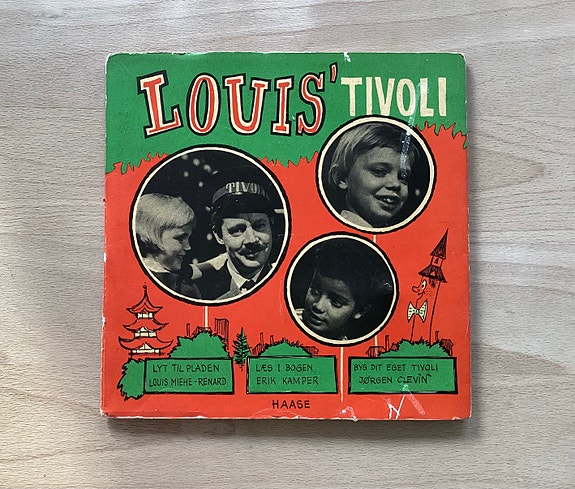 LOUIS' TIVOLI
TIVOLI
LYT TIL PLADEN
LOUIS MIEHE-RENARD
LÆS I BOGEN
ERIK KAMPER
BYG DIT EGET TIVOLI
JØRGEN CLEVIN
HAASE